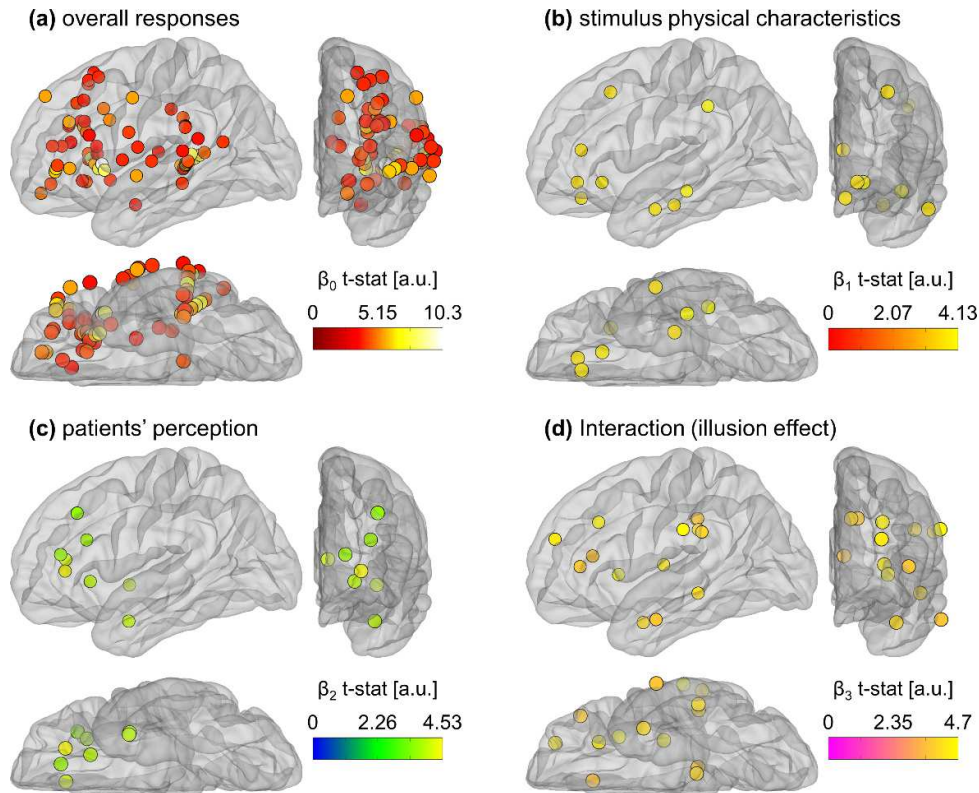 (a) overall responses
(b) stimulus physical characteristics
β0 t-stat [a.u.]
0 5.15 10.3
β1 t-stat [a.u.]
0 2.07 4.13
(c) patients' perception
(d) Interaction (illusion effect)
β2 t-stat [a.u.]
0 2.26 4.53
β3 t-stat [a.u.]
0 2.35 4.7